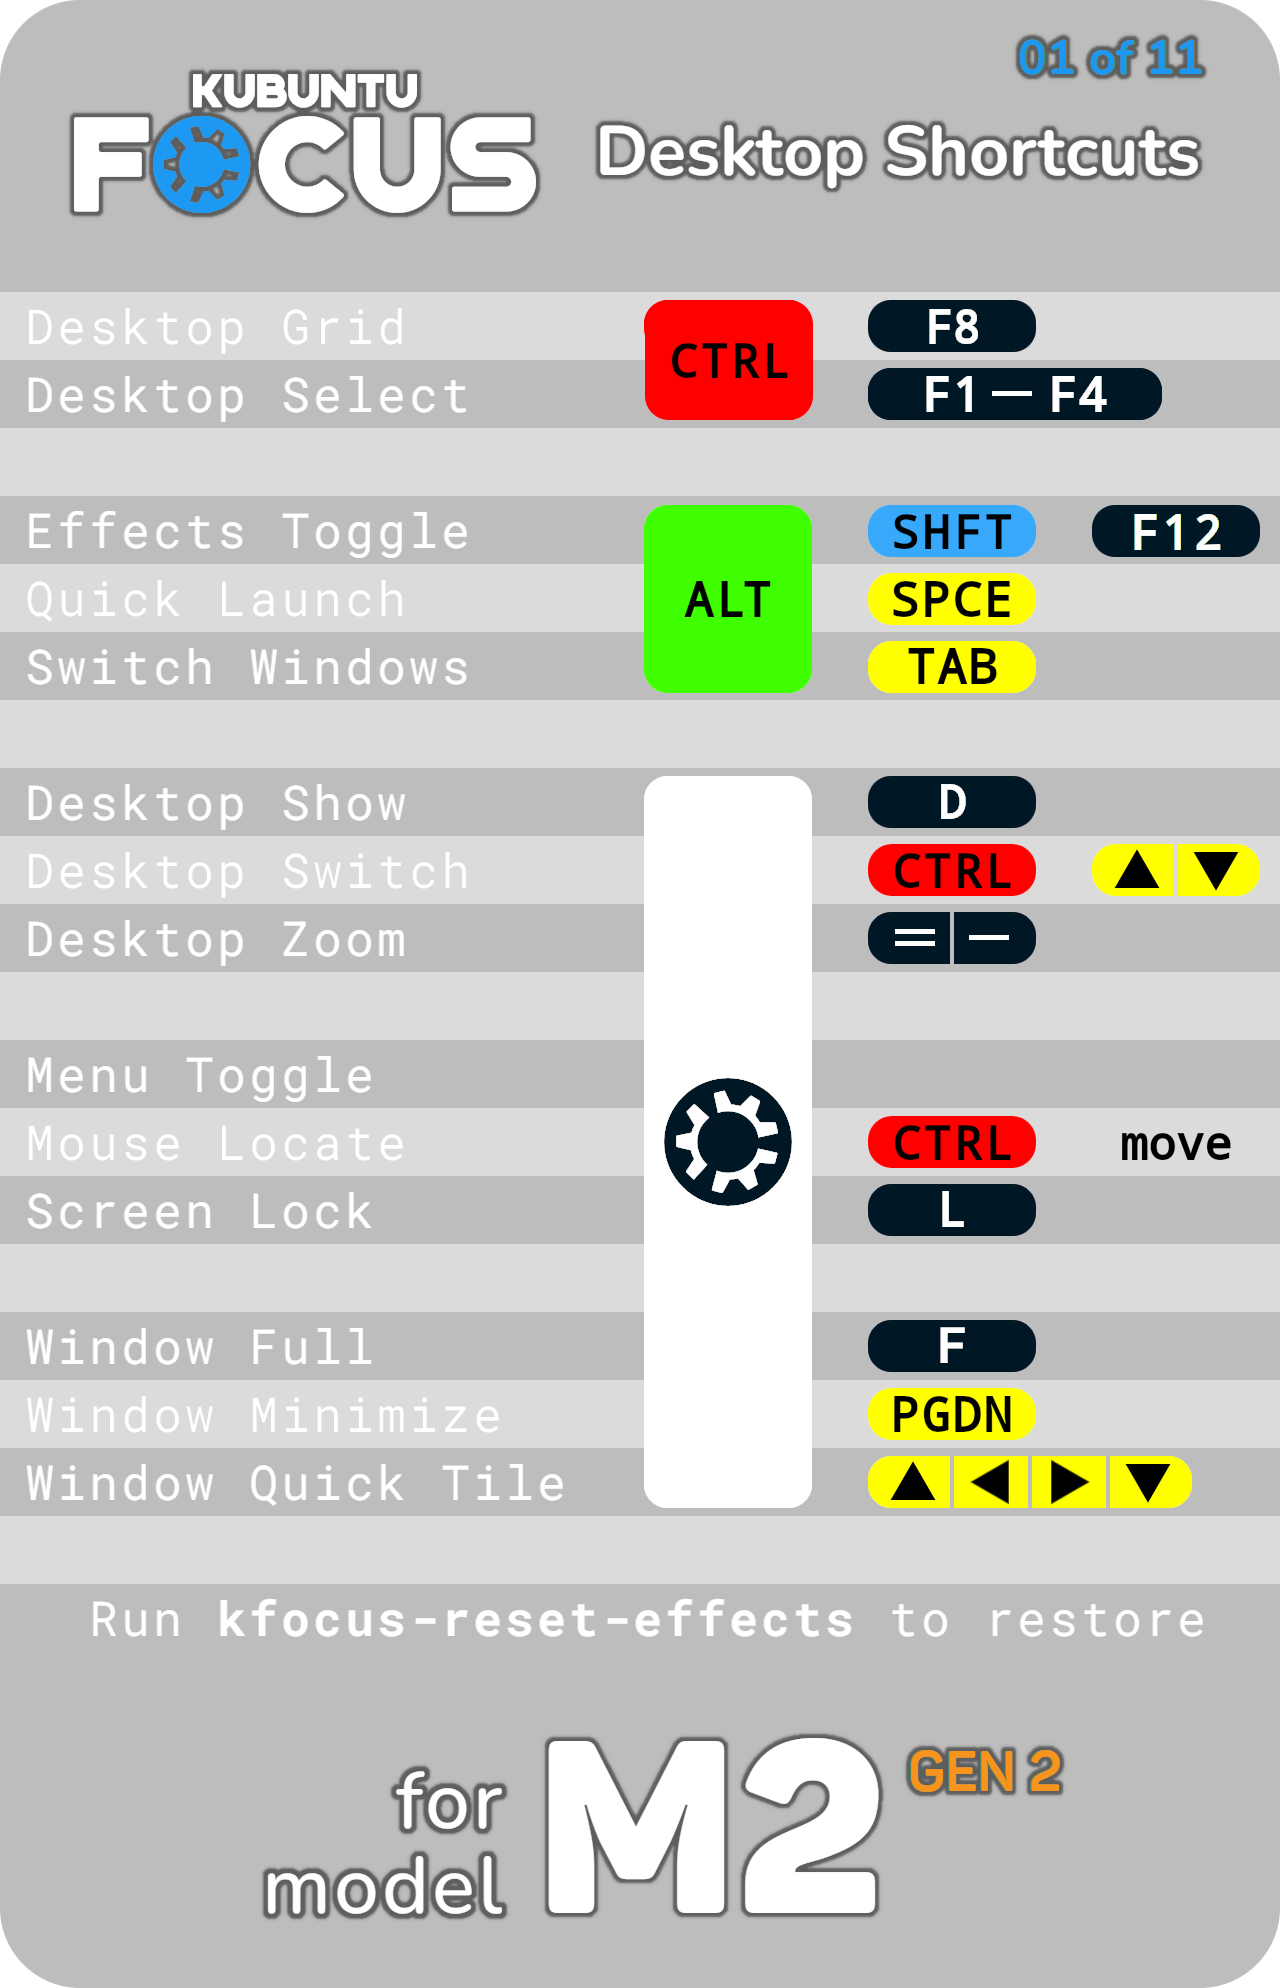 01 of 11
KUBUNTU
FOCUS
Desktop Shortcuts
Desktop Grid F8
CTRL
Desktop Select F1 — F4
Effects Toggle SHFT F12
Quick Launch ALT SPCE
Switch Windows TAB
Desktop Show D
Desktop Switch CTRL ▲ ▼
Desktop Zoom = —
Menu Toggle
Mouse Locate CTRL move
Screen Lock L
Window Full F
Window Minimize PGDN
Window Quick Tile ▲ ◀ ▶ ▼
Run kfocus-reset-effects to restore
for
model
M2
GEN 2